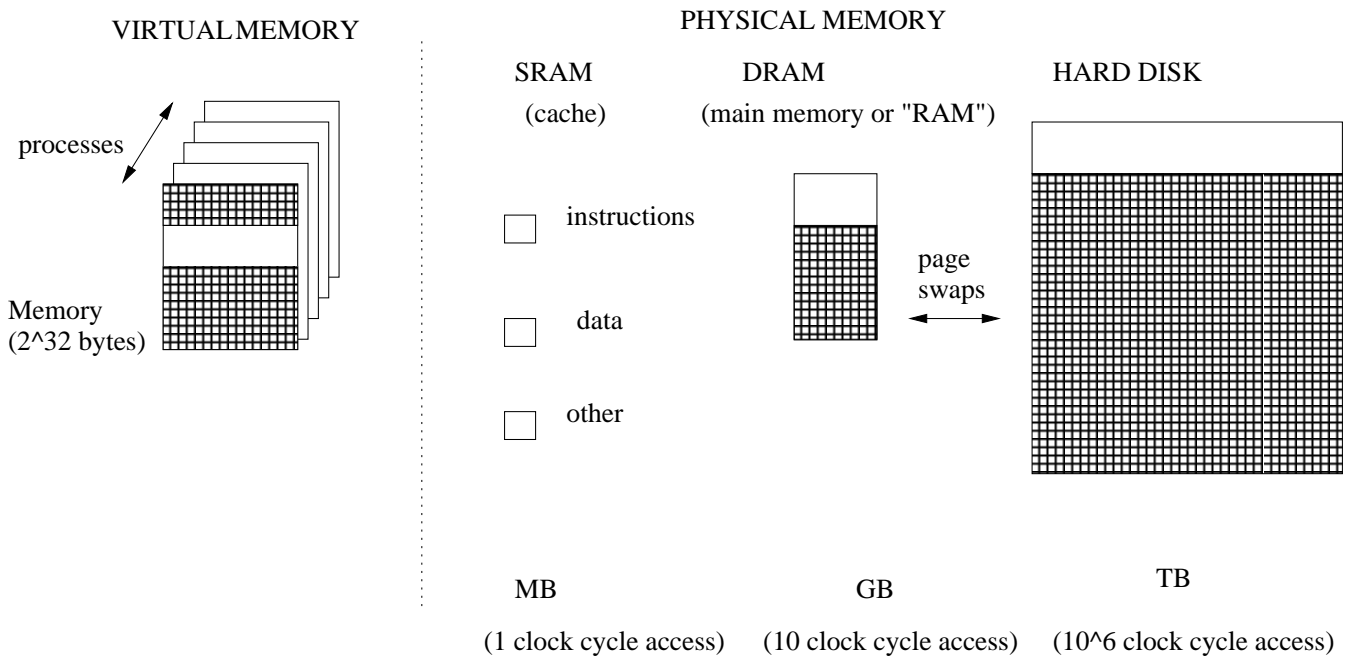 VIRTUAL MEMORY
PHYSICAL MEMORY
SRAM
(cache)
DRAM
(main memory or "RAM")
HARD DISK
processes
Memory
(2^32 bytes)
instructions
data
other
page
swaps
MB
(1 clock cycle access)
GB
(10 clock cycle access)
TB
(10^6 clock cycle access)